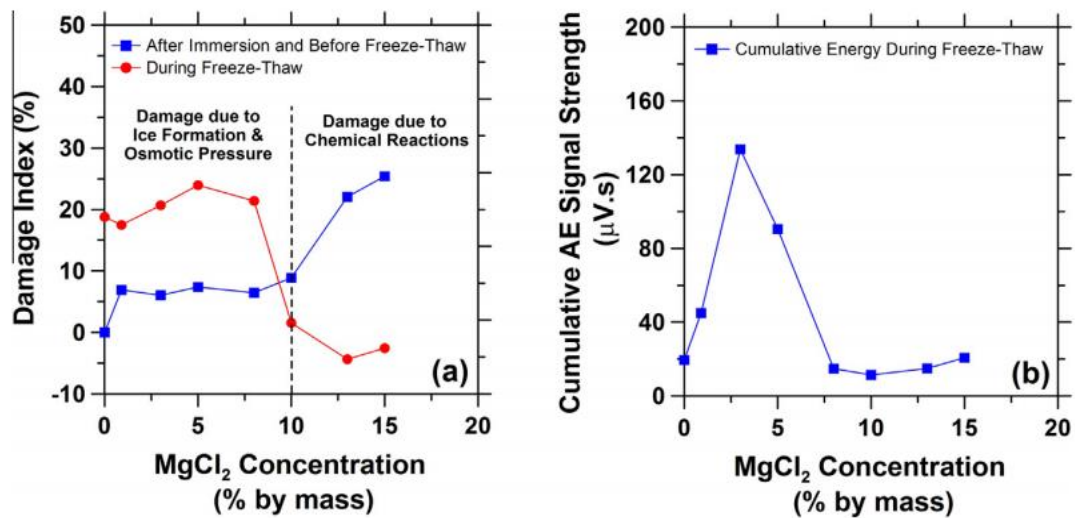 50
40
30
20
10
0
-10
Damage Index (%)
After Immersion and Before Freeze-Thaw
During Freeze-Thaw
Damage due to
Ice Formation &
Osmotic Pressure
Damage due to
Chemical Reactions
(a)
0 5 10 15 20
MgCl₂ Concentration
(% by mass)
200
160
120
80
40
0
Cumulative AE Signal Strength
(μV.s)
Cumulative Energy During Freeze-Thaw
(b)
0 5 10 15 20
MgCl₂ Concentration
(% by mass)